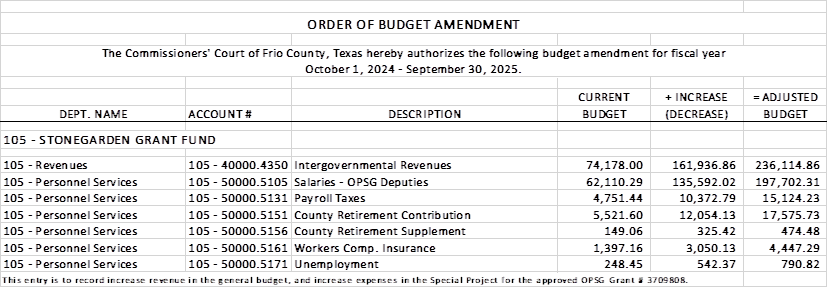 ORDER OF BUDGET AMENDMENT
The Commissioners' Court of Frio County, Texas hereby authorizes the following budget amendment for fiscal year
October 1, 2024 - September 30, 2025.
CURRENT + INCREASE = ADJUSTED
DEPT. NAME ACCOUNT # DESCRIPTION BUDGET (DECREASE) BUDGET
105 - STONEGARDEN GRANT FUND
105 - Revenues 105 - 40000.4350 Intergovernmental Revenues 74,178.00 161,936.86 236,114.86
105 - Personnel Services 105 - 50000.5105 Salaries - OPSG Deputies 62,110.29 135,592.02 197,702.31
105 - Personnel Services 105 - 50000.5131 Payroll Taxes 4,751.44 10,372.79 15,124.23
105 - Personnel Services 105 - 50000.5151 County Retirement Contribution 5,521.60 12,054.13 17,575.73
105 - Personnel Services 105 - 50000.5156 County Retirement Supplement 149.06 325.42 474.48
105 - Personnel Services 105 - 50000.5161 Workers Comp. Insurance 1,397.16 3,050.13 4,447.29
105 - Personnel Services 105 - 50000.5171 Unemployment 248.45 542.37 790.82
This entry is to record increase revenue in the general budget, and increase expenses in the Special Project for the approved OPSG Grant # 3709808.